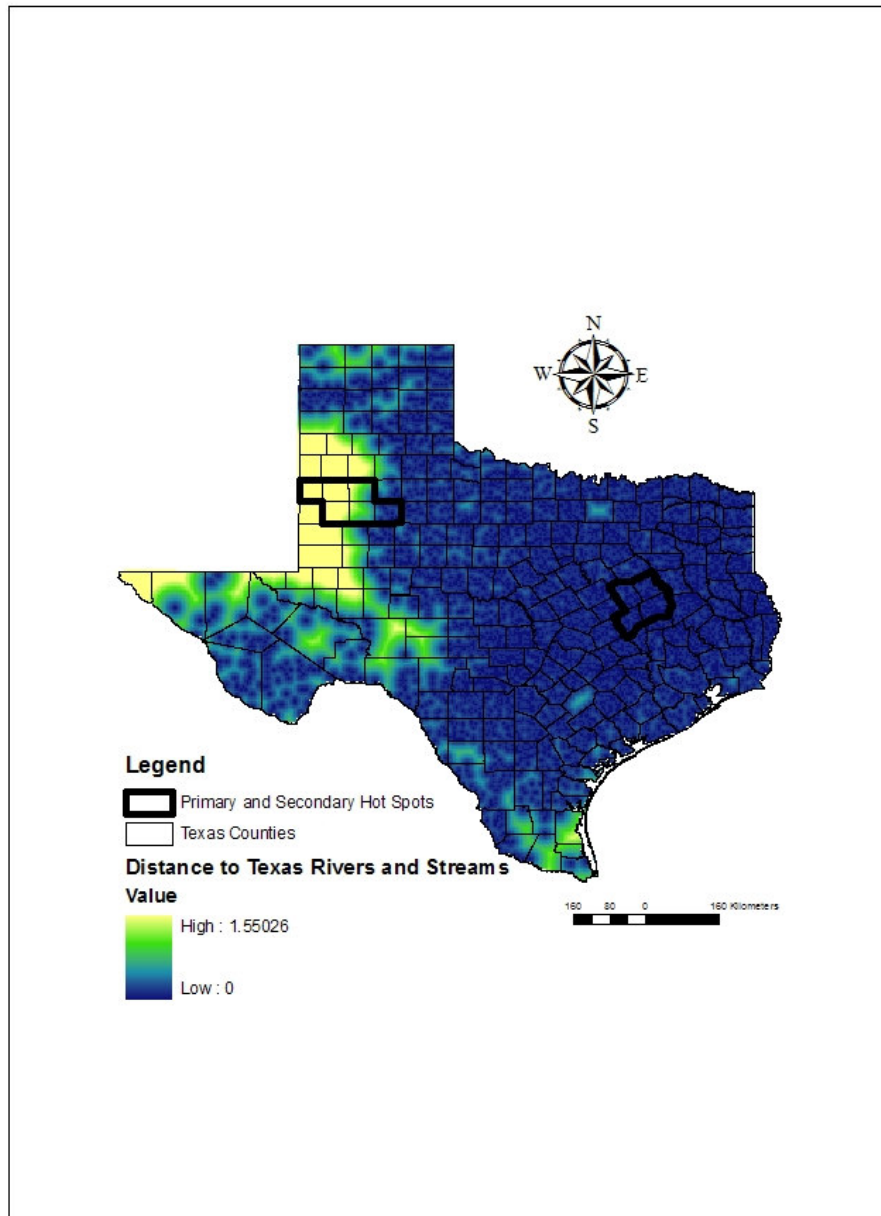 N
W E
S
Legend
Primary and Secondary Hot Spots
Texas Counties
Distance to Texas Rivers and Streams
Value
High : 1.55026
Low : 0
160 80 0 160 Kilometers